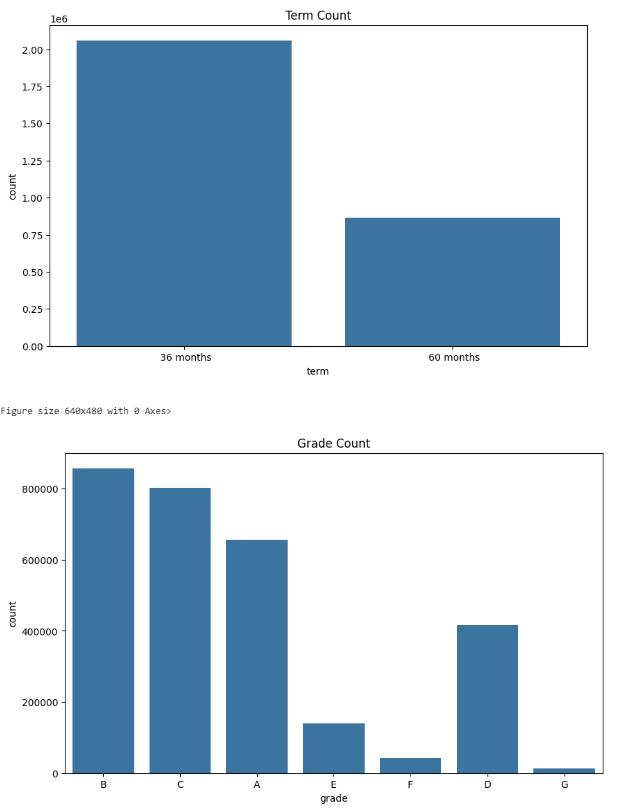 Term Count
1e6
2.00
1.75
1.50
1.25
1.00
0.75
0.50
0.25
0.00
count
36 months 60 months
term
Figure size 640x480 with 0 Axes>
Grade Count
800000
600000
400000
200000
0
count
B C A E F D G
grade